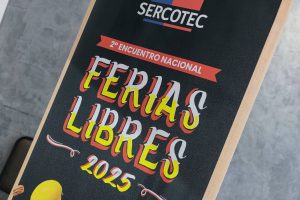 SERCOTEC
2º ENCUENTRO NACIONAL
FERIAS
LIBRES
2025